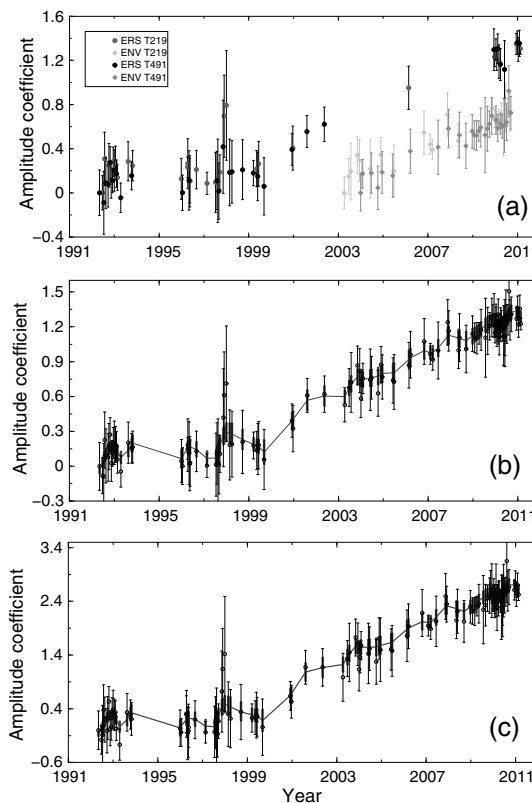 1.6
1.2
0.8
0.4
0
−0.4
Amplitude coefficient
ERS T219
ENV T219
ERS T491
ENV T491
(a)
1991 1995 1999 2003 2007 201
1.5
1.2
0.9
0.6
0.3
0
−0.3
Amplitude coefficient
(b)
1991 1995 1999 2003 2007 2011
3.4
2.4
1.4
0.4
−0.6
Amplitude coefficient
(c)
1991 1995 1999 2003 2007 2011
Year